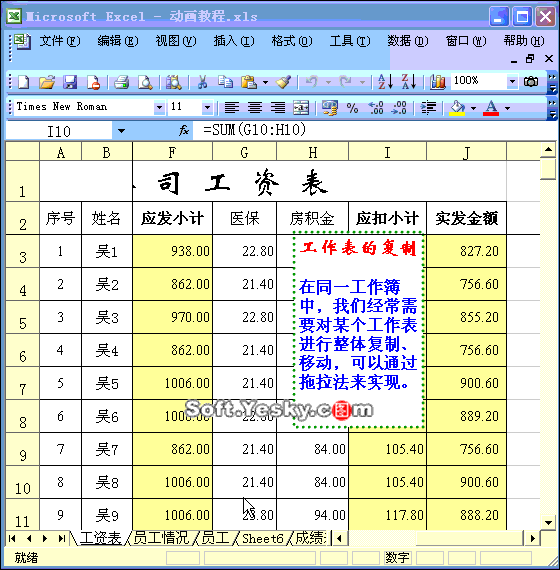 Microsoft Excel - 动画教程.xls
文件(F) 编辑(E) 视图(V) 插入(I) 格式(O) 工具(T) 数据(D) 窗口(W) 帮助(H)
100%
Times New Roman 11
I10 fx =SUM(G10:H10)
A B F G H I J
1 司工资表
2 序号 姓名 应发小计 医保 房积金 应扣小计 实发金额
3 1 吴1 938.00 22.80 827.20
4 2 吴2 862.00 21.40 756.60
5 3 吴3 970.00 22.80 855.20
6 4 吴4 862.00 21.40 756.60
7 5 吴5 1006.00 21.40 900.60
8 6 吴6 1006.00 889.20
9 7 吴7 862.00 21.40 84.00 105.40 756.60
10 8 吴8 1006.00 21.40 84.00 105.40 900.60
11 9 吴9 1006.00 23.80 94.00 117.80 888.20
工作表的复制
在同一工作簿
中，我们经常需
要对某个工作表
进行整体复制、
移动，可以通过
拖拉法来实现。
Soft.Yesky.c图m
工资表 员工情况 员工 Sheet6 成绩
就绪 数字